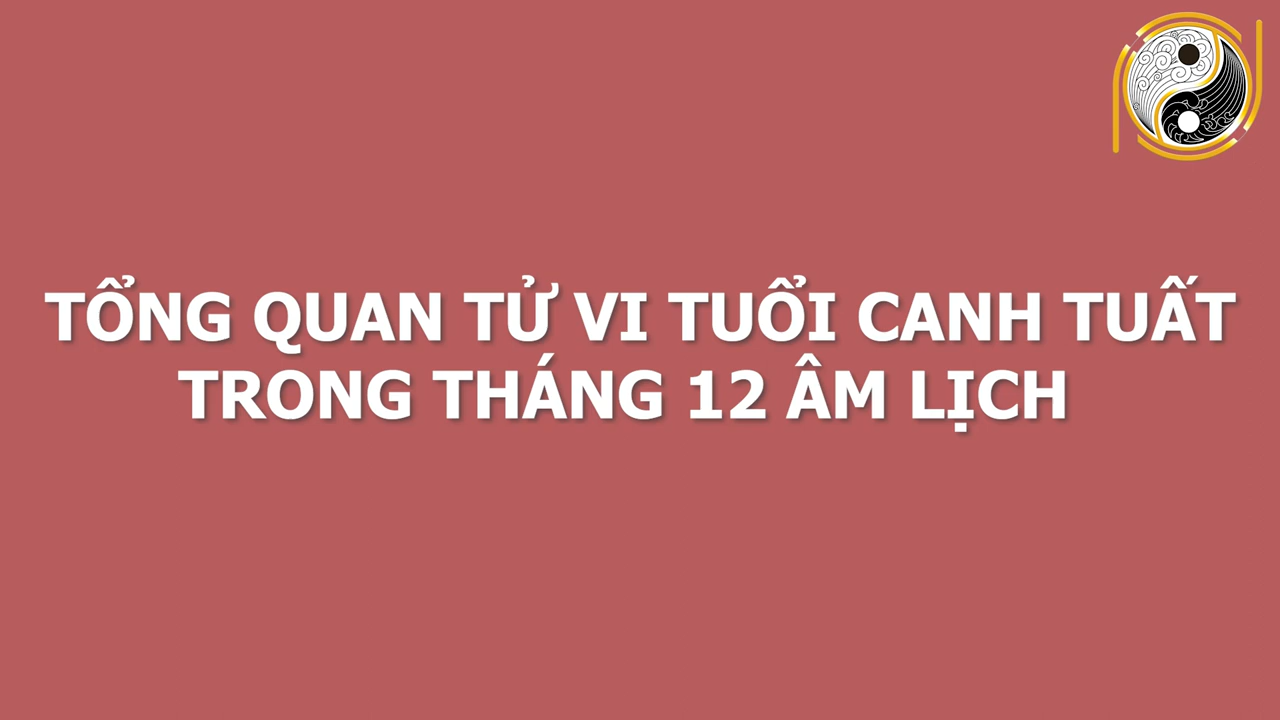 TỔNG QUAN TỬ VI TUỔI CANH TUẤT
TRONG THÁNG 12 ÂM LỊCH